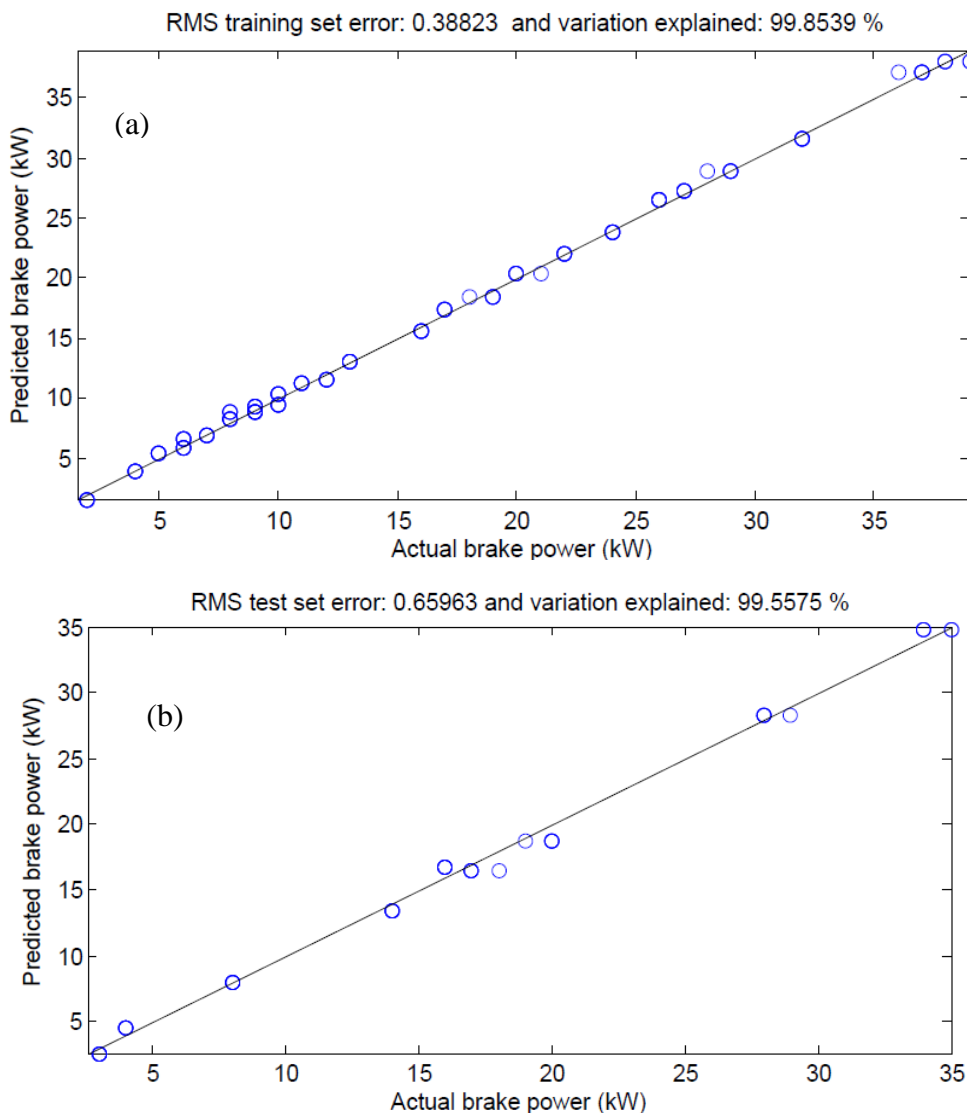 RMS training set error: 0.38823 and variation explained: 99.8539 %
(a)
Predicted brake power (kW)
35
30
25
20
15
10
5
5 10 15 20 25 30 35
Actual brake power (kW)
RMS test set error: 0.65963 and variation explained: 99.5575 %
(b)
Predicted brake power (kW)
35
30
25
20
15
10
5
5 10 15 20 25 30 35
Actual brake power (kW)